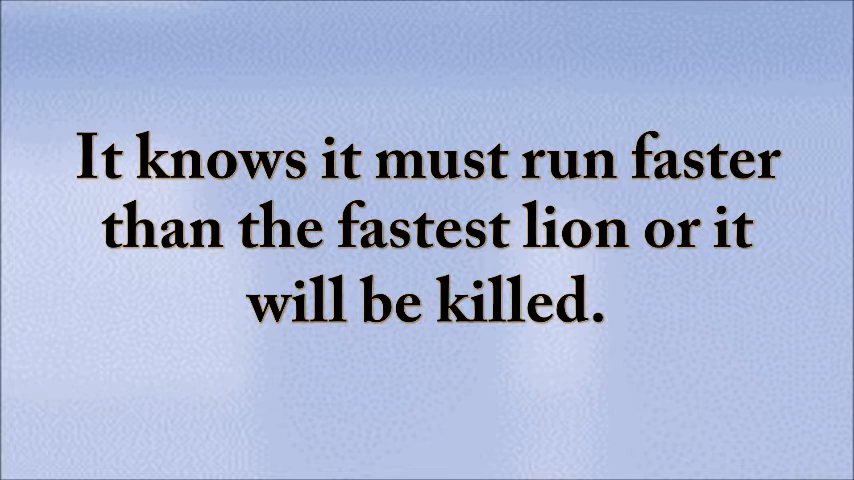 It knows it must run faster
than the fastest lion or it
will be killed.